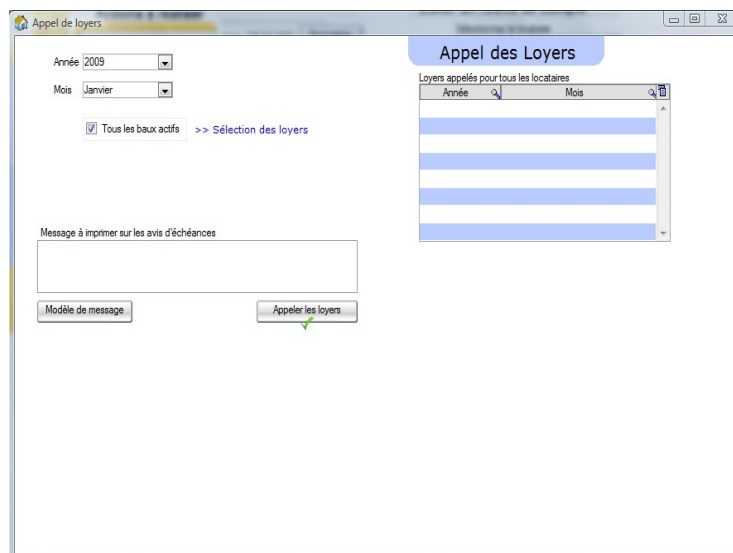 Appel de loyers
Appel des Loyers
Année 2009
Mois Janvier
Tous les baux actifs >> Sélection des loyers
Loyers appelés pour tous les locataires
Année Mois
Message à imprimer sur les avis d'échéances
Modèle de message Appeler les loyers